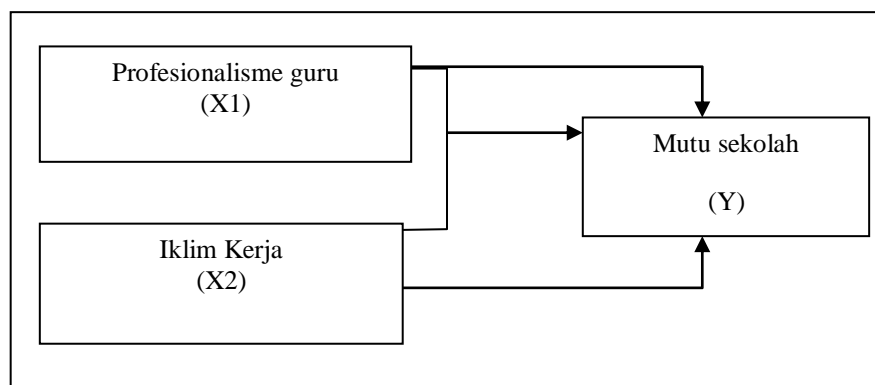 Profesionalisme guru
(X1)
Mutu sekolah
(Y)
Iklim Kerja
(X2)